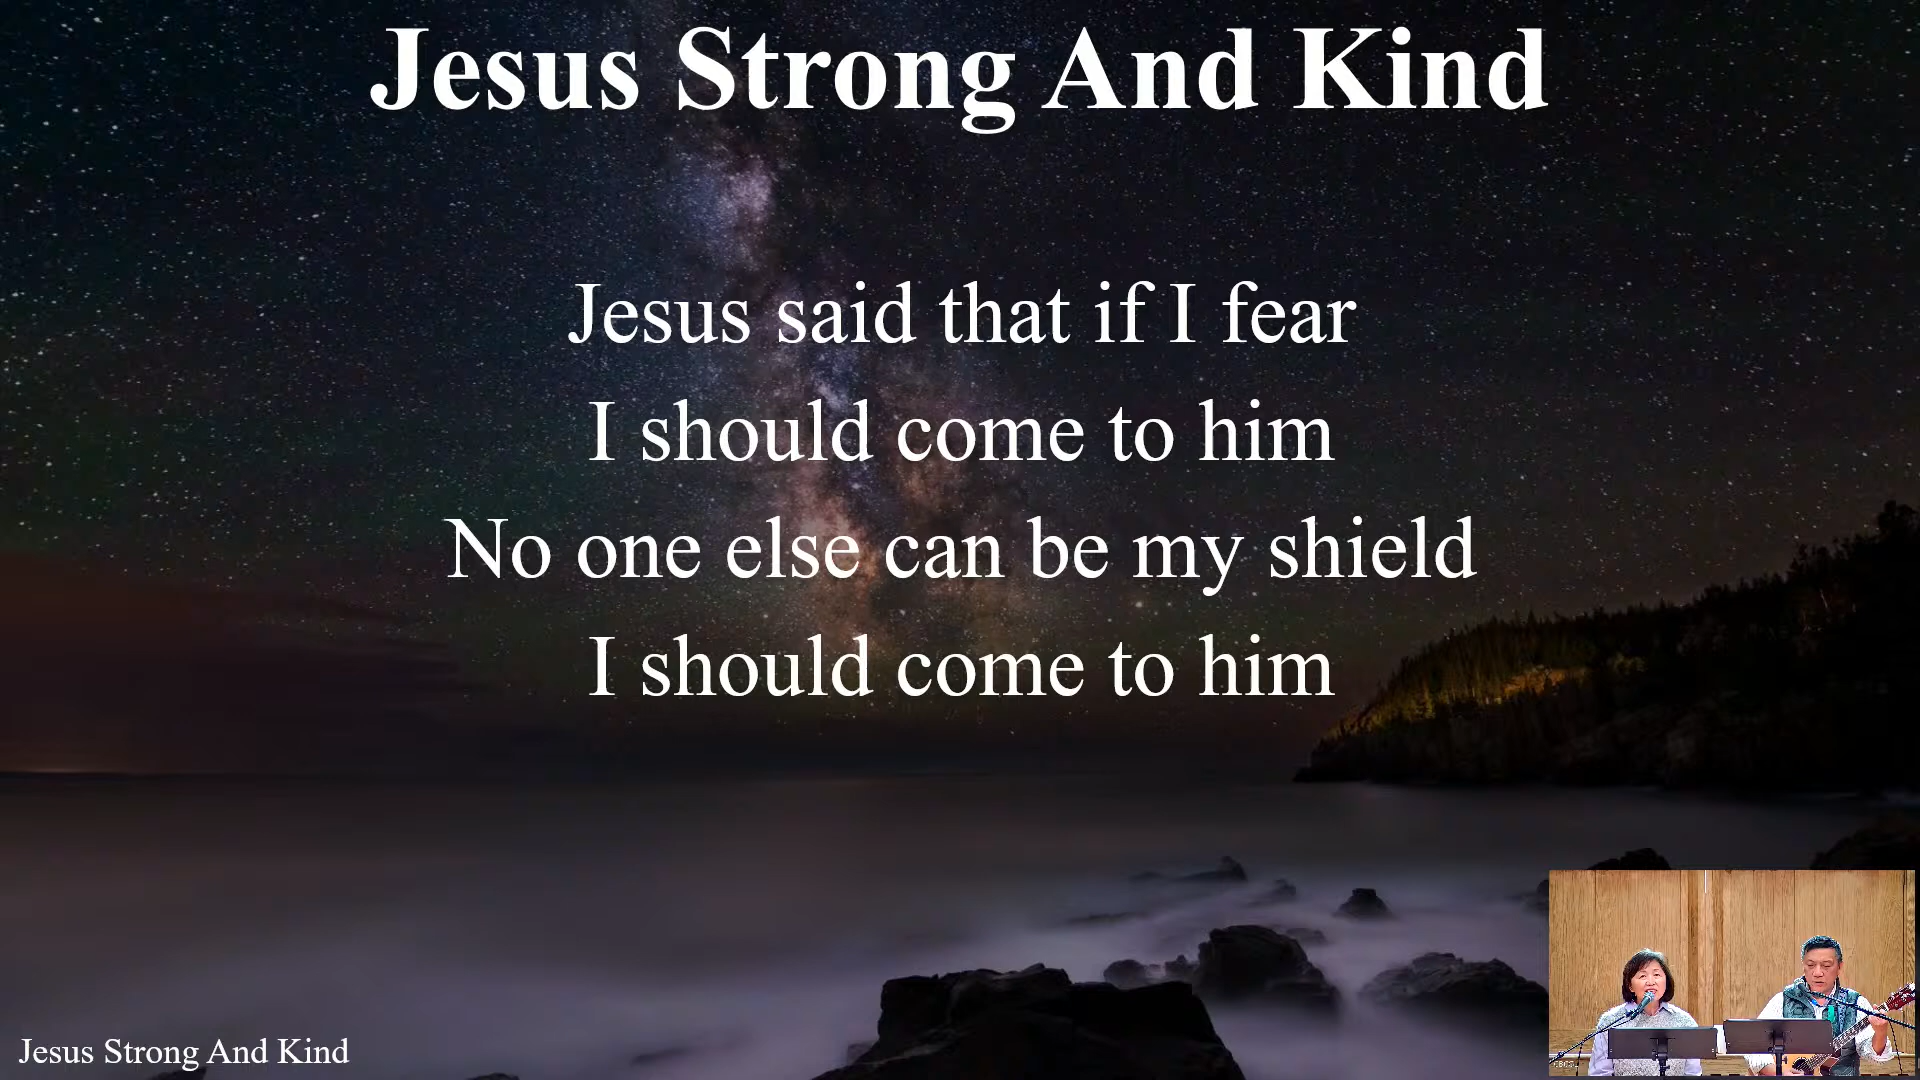 Jesus Strong And Kind
Jesus said that if I fear
I should come to him
No one else can be my shield
I should come to him
Jesus Strong And Kind